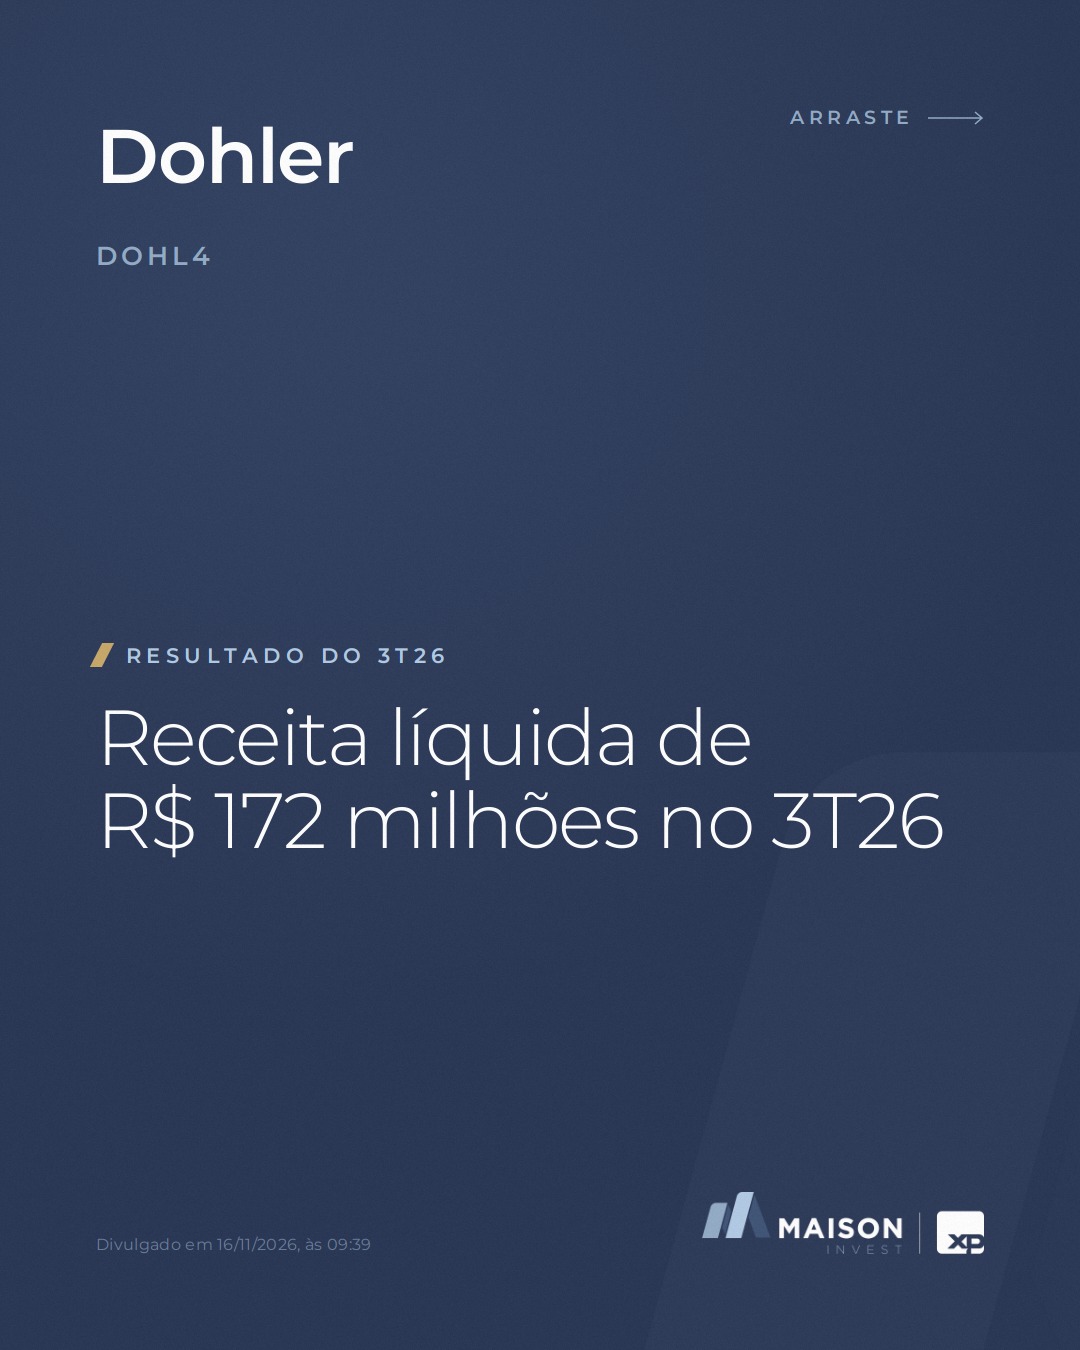 ARRASTE
Dohler
DOHL4
RESULTADO DO 3T26
Receita líquida de
R$ 172 milhões no 3T26
Divulgado em 16/11/2026, às 09:39
MAISON
INVEST
xp